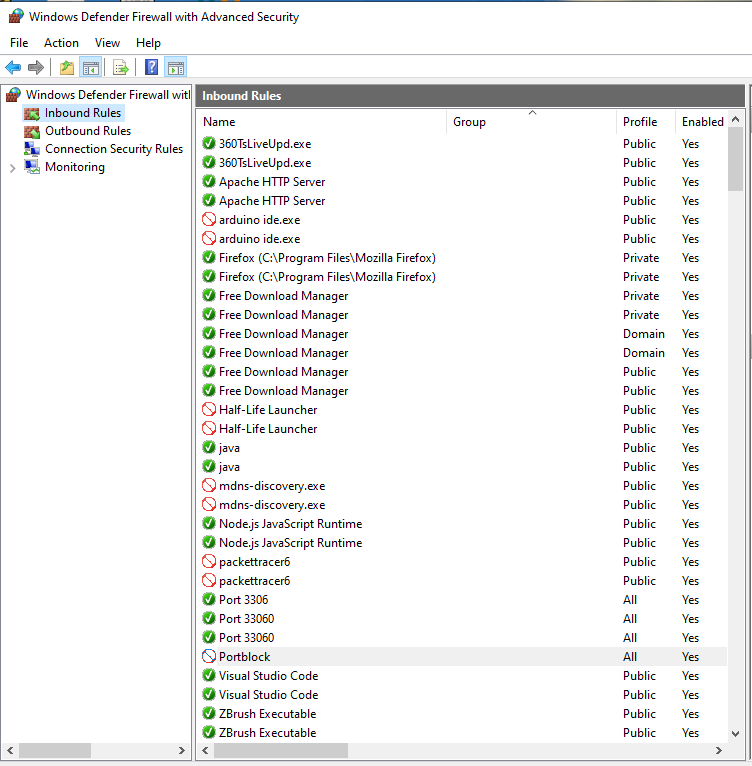 Windows Defender Firewall with Advanced Security
File Action View Help
Windows Defender Firewall wit
Inbound Rules
Outbound Rules
Connection Security Rules
Monitoring
Inbound Rules
Name Group Profile Enabled
360TsLiveUpd.exe Public Yes
360TsLiveUpd.exe Public Yes
Apache HTTP Server Public Yes
Apache HTTP Server Public Yes
arduino ide.exe Public Yes
arduino ide.exe Public Yes
Firefox (C:\Program Files\Mozilla Firefox) Private Yes
Firefox (C:\Program Files\Mozilla Firefox) Private Yes
Free Download Manager Private Yes
Free Download Manager Private Yes
Free Download Manager Domain Yes
Free Download Manager Domain Yes
Free Download Manager Public Yes
Free Download Manager Public Yes
Half-Life Launcher Public Yes
Half-Life Launcher Public Yes
java Public Yes
java Public Yes
mdns-discovery.exe Public Yes
mdns-discovery.exe Public Yes
Node.js JavaScript Runtime Public Yes
Node.js JavaScript Runtime Public Yes
packettracer6 Public Yes
packettracer6 Public Yes
Port 3306 All Yes
Port 33060 All Yes
Port 33060 All Yes
Portblock All Yes
Visual Studio Code Public Yes
Visual Studio Code Public Yes
ZBrush Executable Public Yes
ZBrush Executable Public Yes